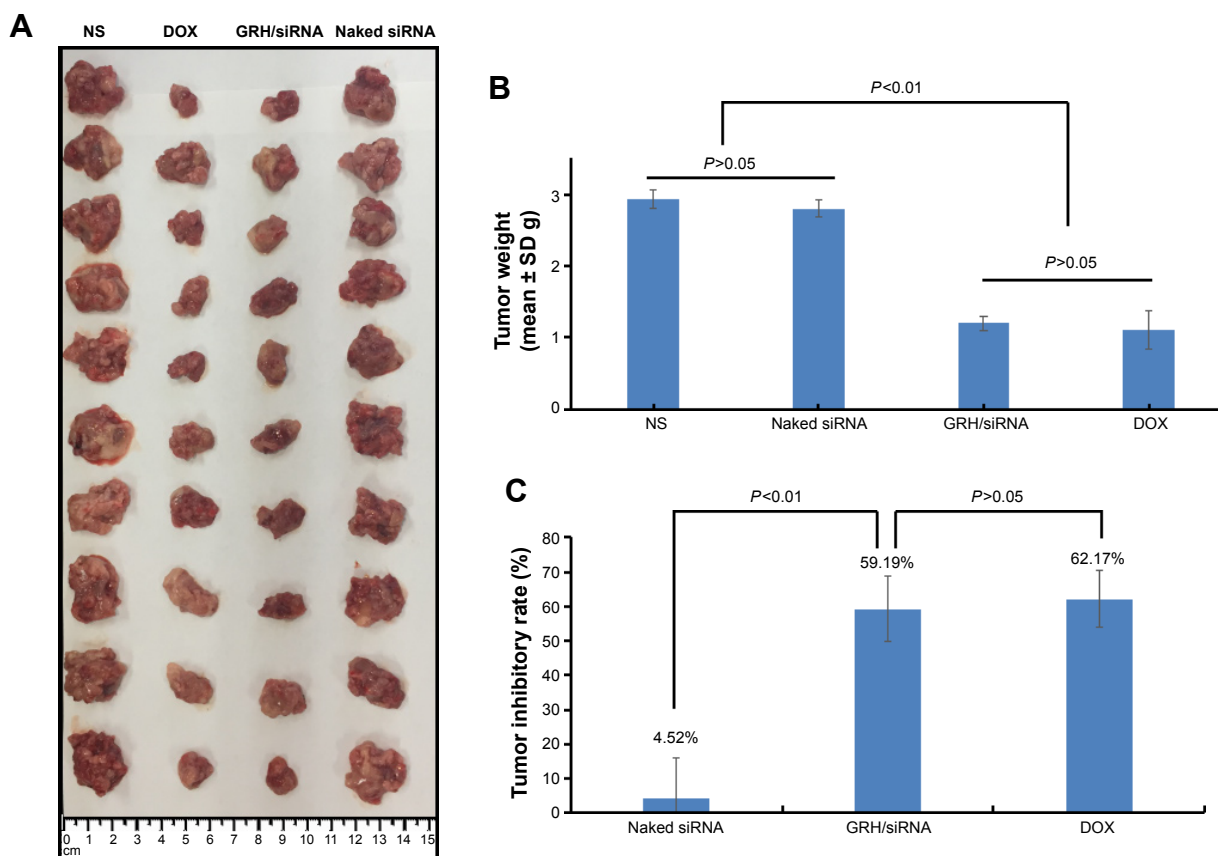 A
NS DOX GRH/siRNA Naked siRNA
0 1 2 3 4 5 6 7 8 9 10 11 12 13 14 15
cm
B
P<0.01
P>0.05
P>0.05
Tumor weight
(mean ± SD g)
3
2
1
0
NS Naked siRNA GRH/siRNA DOX
C
P<0.01 P>0.05
Tumor inhibitory rate (%)
80
70
60
50
40
30
20
10
0
4.52%
59.19%
62.17%
Naked siRNA GRH/siRNA DOX